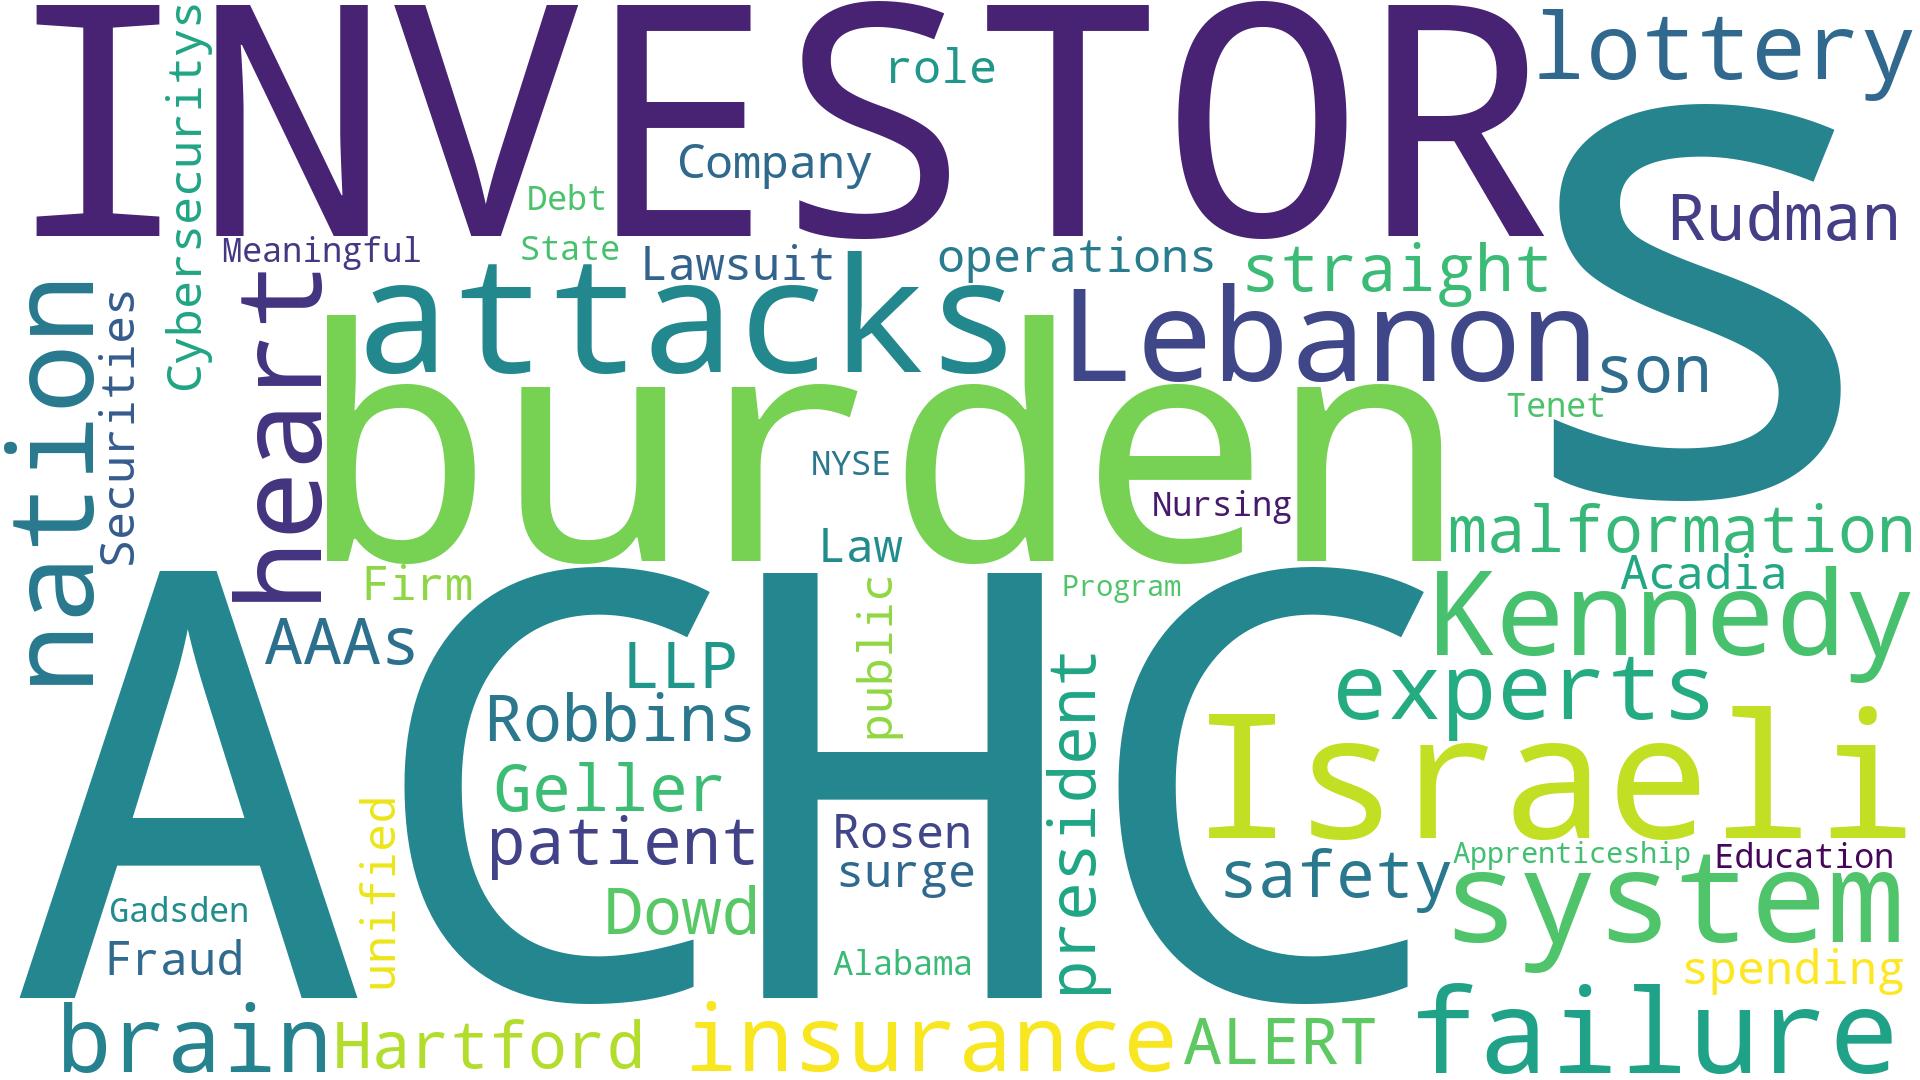 INVESTOR
role
lottery
Cybersecuritys
Company
Debt
S
Rudman
Meaningful
State
Lawsuit
operations
straight
nation
Securities
heart
attacks
Lebanon
son
Tenet
burden
NYSE
Nursing
Law
malformation
Acadia
Firm
public
Program
Kennedy
AAAs
ACHC
LLP
president
experts
Robbins
Israeli
Geller
patient
Rosen
surge
safety
Apprenticeship
Education
system
unified
Gadsden
Dowd
Fraud
Alabama
spending
brain
Hartford
insurance
ALERT
failure